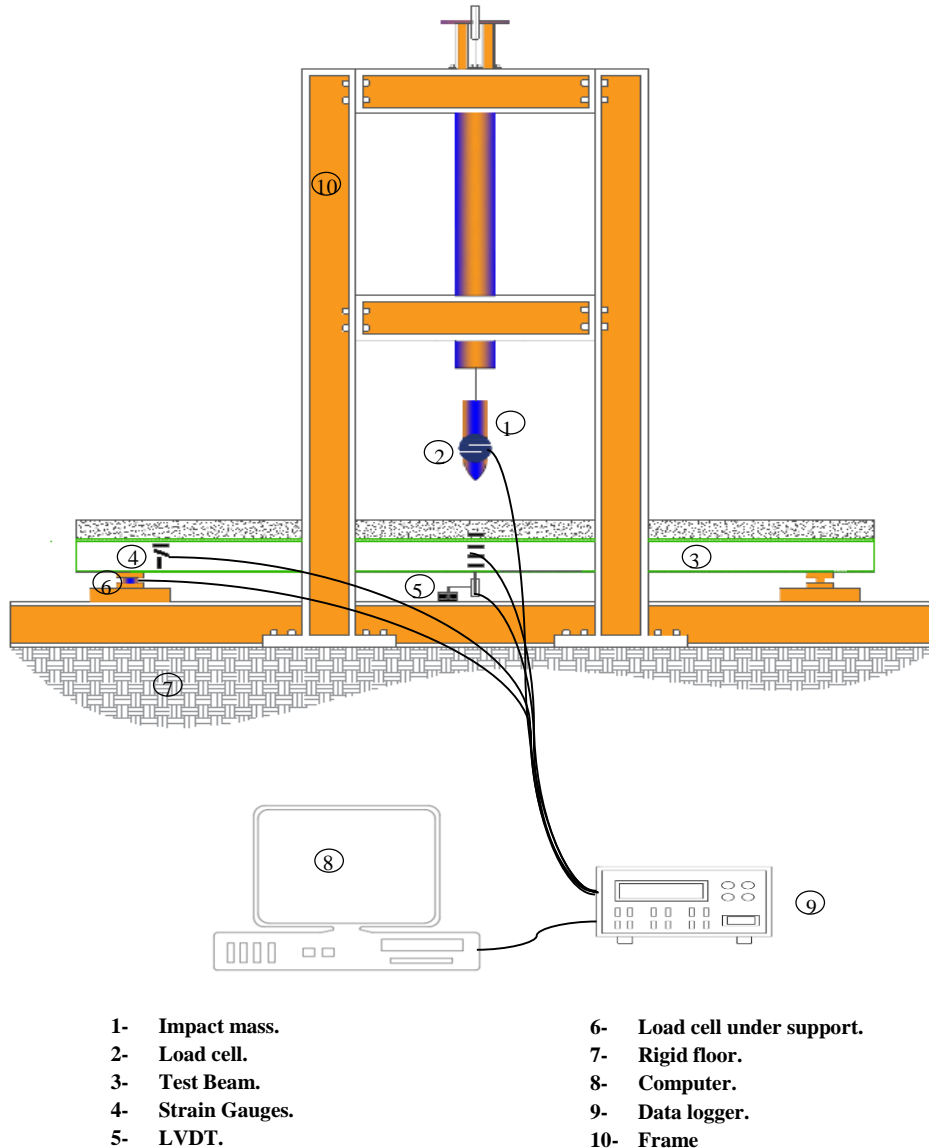 10
1
2
4
3
6
5
7
8
9
1- Impact mass.
2- Load cell.
3- Test Beam.
4- Strain Gauges.
5- LVDT.
6- Load cell under support.
7- Rigid floor.
8- Computer.
9- Data logger.
10- Frame